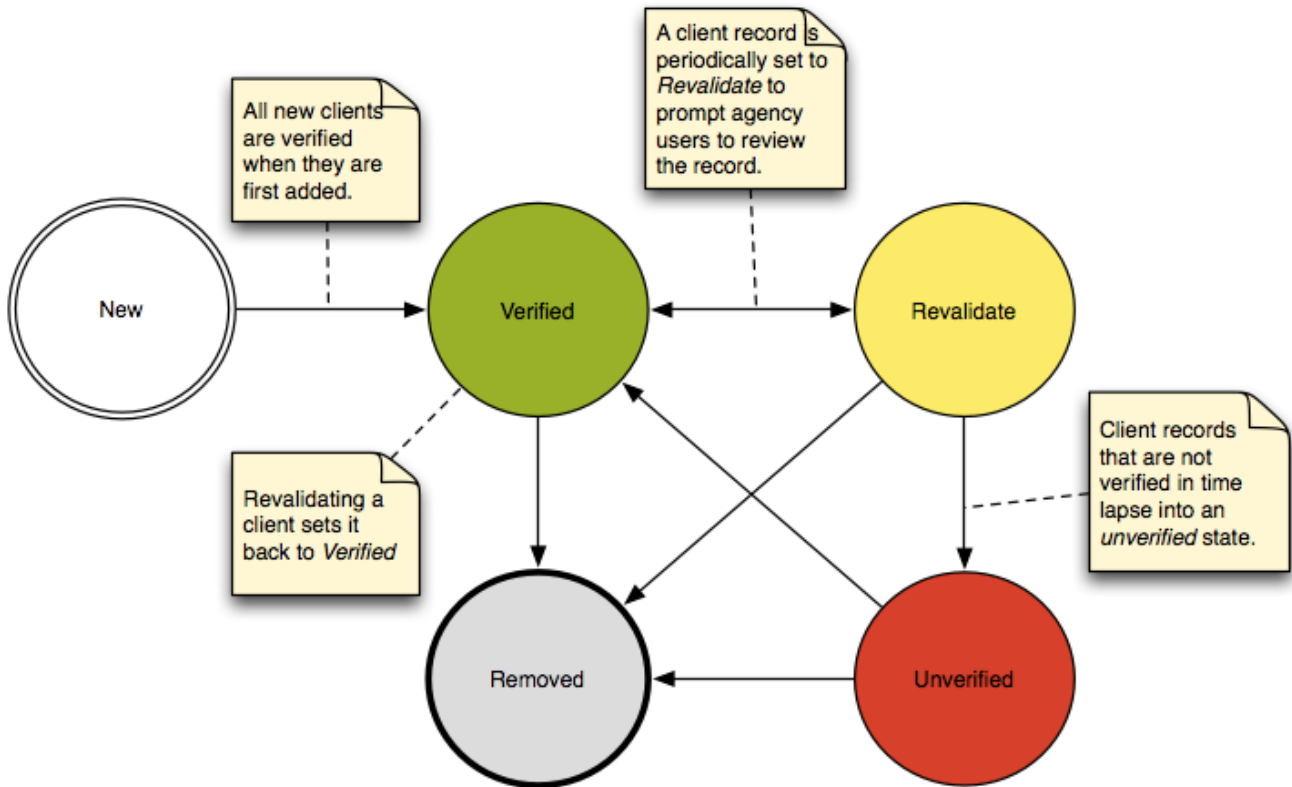 A client record is
periodically set to
Revalidate to
prompt agency
users to review
the record.
All new clients
are verified
when they are
first added.
New
Verified
Revalidate
Client records
that are not
verified in time
lapse into an
unverified state.
Revalidating a
client sets it
back to Verified
Removed
Unverified